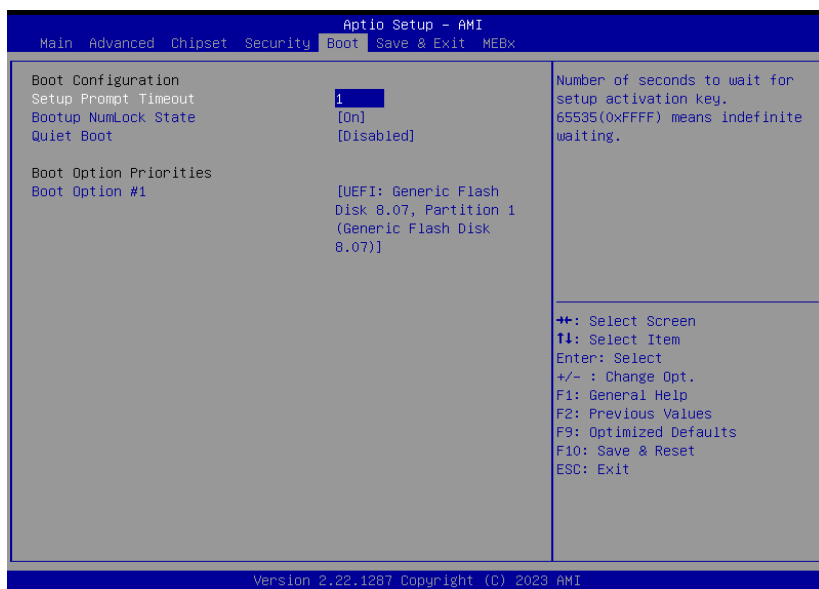 Aptio Setup – AMI
Main Advanced Chipset Security Boot Save & Exit MEBx
Boot Configuration
Setup Prompt Timeout 1
Bootup NumLock State [On]
Quiet Boot [Disabled]
Boot Option Priorities
Boot Option #1 [UEFI: Generic Flash
Disk 8.07, Partition 1
(Generic Flash Disk
8.07)]
Number of seconds to wait for
setup activation key.
65535(0xFFFF) means indefinite
waiting.
→←: Select Screen
↑↓: Select Item
Enter: Select
+/- : Change Opt.
F1: General Help
F2: Previous Values
F9: Optimized Defaults
F10: Save & Reset
ESC: Exit
Version 2.22.1287 Copyright (C) 2023 AMI